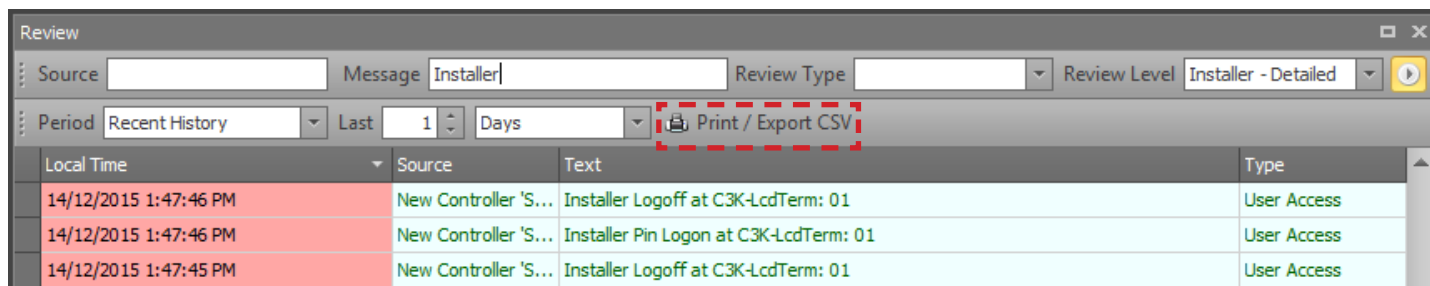 Review
Source Message Installer Review Type Review Level Installer - Detailed
Period Recent History Last 1 Days Print / Export CSV
Local Time Source Text Type
14/12/2015 1:47:46 PM New Controller 'S... Installer Logoff at C3K-LcdTerm: 01 User Access
14/12/2015 1:47:46 PM New Controller 'S... Installer Pin Logon at C3K-LcdTerm: 01 User Access
14/12/2015 1:47:45 PM New Controller 'S... Installer Logoff at C3K-LcdTerm: 01 User Access